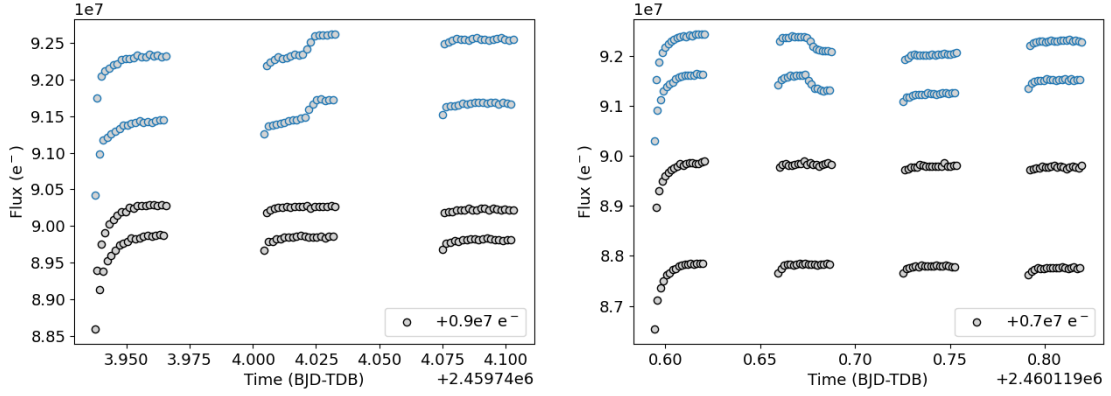 1e7
9.25
9.20
9.15
9.10
9.05
9.00
8.95
8.90
8.85
Flux (e⁻)
+0.9e7 e⁻
3.950 3.975 4.000 4.025 4.050 4.075 4.100
Time (BJD-TDB)
+2.45974e6
1e7
9.2
9.1
9.0
8.9
8.8
8.7
Flux (e⁻)
+0.7e7 e⁻
0.60 0.65 0.70 0.75 0.80
Time (BJD-TDB)
+2.460119e6